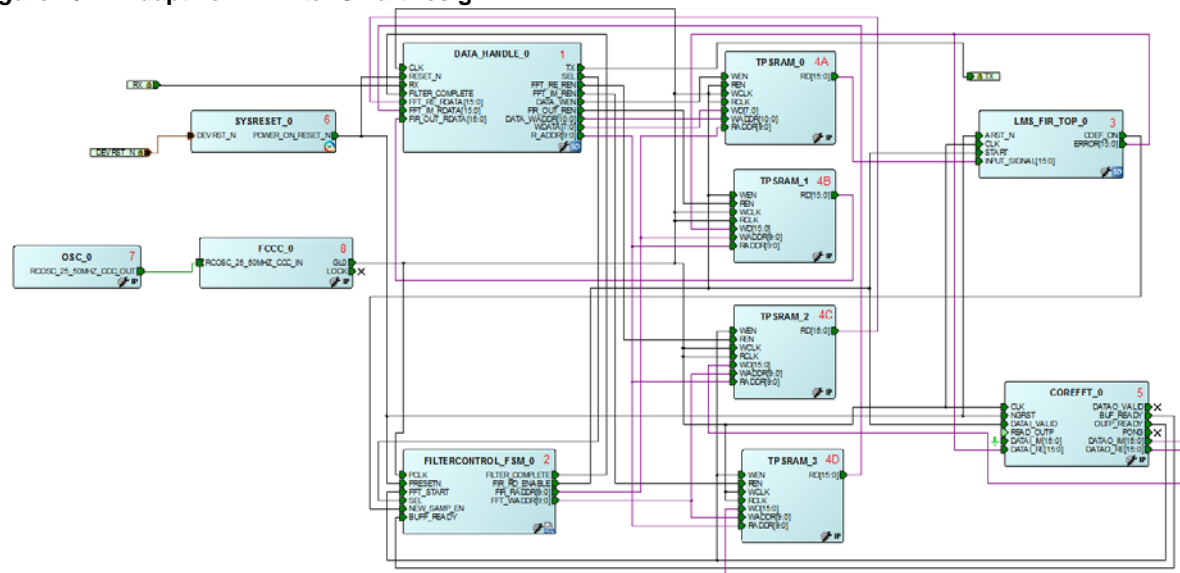 DATA_HANDLE_0 1
CLK
RESET_N
RX
FILTER_COMPLETE
FFT_RE_RDATA[15:0]
FFT_IM_RDATA[15:0]
FIR_OUT_RDATA[15:0]
TX
SEL
FFT_RE_REN
FFT_IM_REN
DATA_WEN
FIR_OUT_REN
DATA_WADDR[10:0]
WDATA[7:0]
R_ADDR[9:0]
RX
SYSRESET_0 6
DEVRST_N
POWER_ON_RESET_N
DEVRST_N
OSC_0 7
RCOSC_25_50MHZ_CCC_OUT
FCCC_0 8
RCOSC_25_50MHZ_CCC_IN
GL0
LOCK
FILTERCONTROL_FSM_0 2
PCLK
PRESETN
FFT_START
SEL
NEW_SAMP_EN
BUFF_READY
FILTER_COMPLETE
FIR_RD_ENABLE
FIR_RADDR[9:0]
FFT_WADDR[9:0]
TPSRAM_0 4A
WEN
REN
WCLK
RCLK
WD[7:0]
WADDR[10:0]
RADDR[9:0]
RD[15:0]
IP
TPSRAM_1 4B
WEN
REN
WCLK
RCLK
WD[15:0]
WADDR[9:0]
RADDR[9:0]
RD[15:0]
IP
TPSRAM_2 4C
WEN
REN
WCLK
RCLK
WD[15:0]
WADDR[9:0]
RADDR[9:0]
RD[15:0]
IP
TPSRAM_3 4D
WEN
REN
WCLK
RCLK
WD[15:0]
WADDR[9:0]
RADDR[9:0]
RD[15:0]
IP
TX
LMS_FIR_TOP_0 3
ARST_N
CLK
START
INPUT_SIGNAL[15:0]
COEF_ON
ERROR[15:0]
COREFFT_0 5
CLK
NGRST
DATAI_VALID
READ_OUTP
DATAI_IM[15:0]
DATAI_RE[15:0]
DATAO_VALID
BUF_READY
OUTP_READY
PONG
DATAO_IM[15:0]
DATAO_RE[15:0]
IP